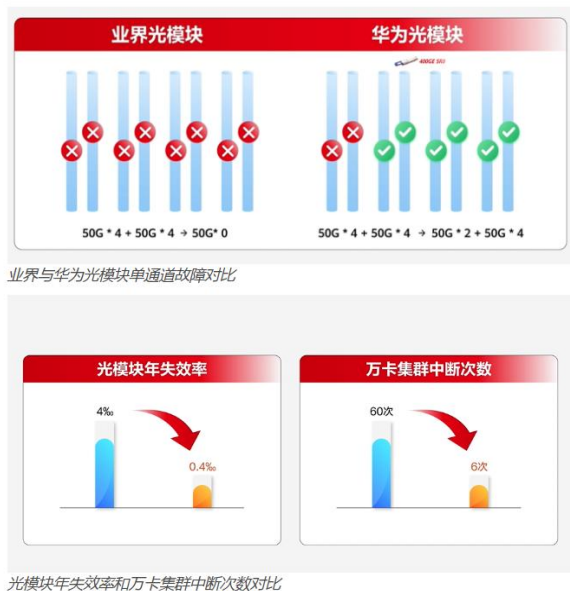 业界光模块
华为光模块
400GE SR8
50G * 4 + 50G * 4 → 50G* 0
50G * 4 + 50G * 4 → 50G * 2 + 50G * 4
业界与华为光模块单通道故障对比
光模块年失效率
万卡集群中断次数
4‰
0.4‰
60次
6次
光模块年失效率和万卡集群中断次数对比